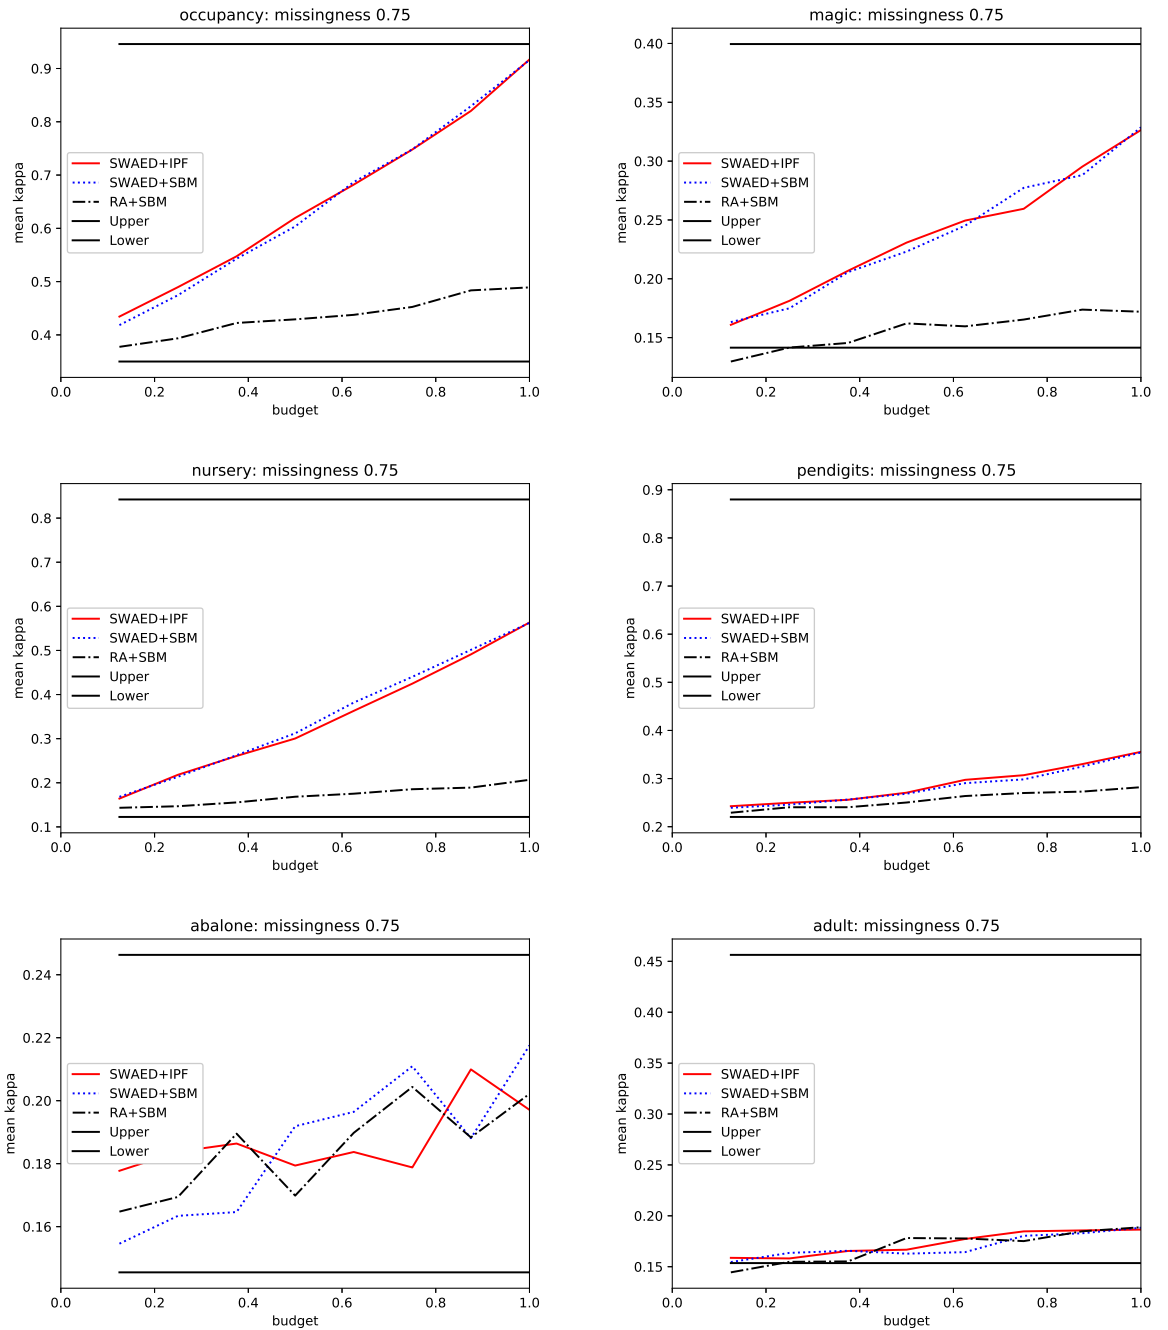 occupancy: missingness 0.75
0.9
0.8
0.7
0.6
0.5
0.4
mean kappa
SWAED+IPF
SWAED+SBM
RA+SBM
Upper
Lower
0.0 0.2 0.4 0.6 0.8 1.0
budget
magic: missingness 0.75
0.40
0.35
0.30
0.25
0.20
0.15
mean kappa
SWAED+IPF
SWAED+SBM
RA+SBM
Upper
Lower
0.0 0.2 0.4 0.6 0.8 1.0
budget
nursery: missingness 0.75
0.8
0.7
0.6
0.5
0.4
0.3
0.2
0.1
mean kappa
SWAED+IPF
SWAED+SBM
RA+SBM
Upper
Lower
0.0 0.2 0.4 0.6 0.8 1.0
budget
pendigits: missingness 0.75
0.9
0.8
0.7
0.6
0.5
0.4
0.3
0.2
mean kappa
SWAED+IPF
SWAED+SBM
RA+SBM
Upper
Lower
0.0 0.2 0.4 0.6 0.8 1.0
budget
abalone: missingness 0.75
0.24
0.22
0.20
0.18
0.16
mean kappa
SWAED+IPF
SWAED+SBM
RA+SBM
Upper
Lower
0.0 0.2 0.4 0.6 0.8 1.0
budget
adult: missingness 0.75
0.45
0.40
0.35
0.30
0.25
0.20
0.15
mean kappa
SWAED+IPF
SWAED+SBM
RA+SBM
Upper
Lower
0.0 0.2 0.4 0.6 0.8 1.0
budget